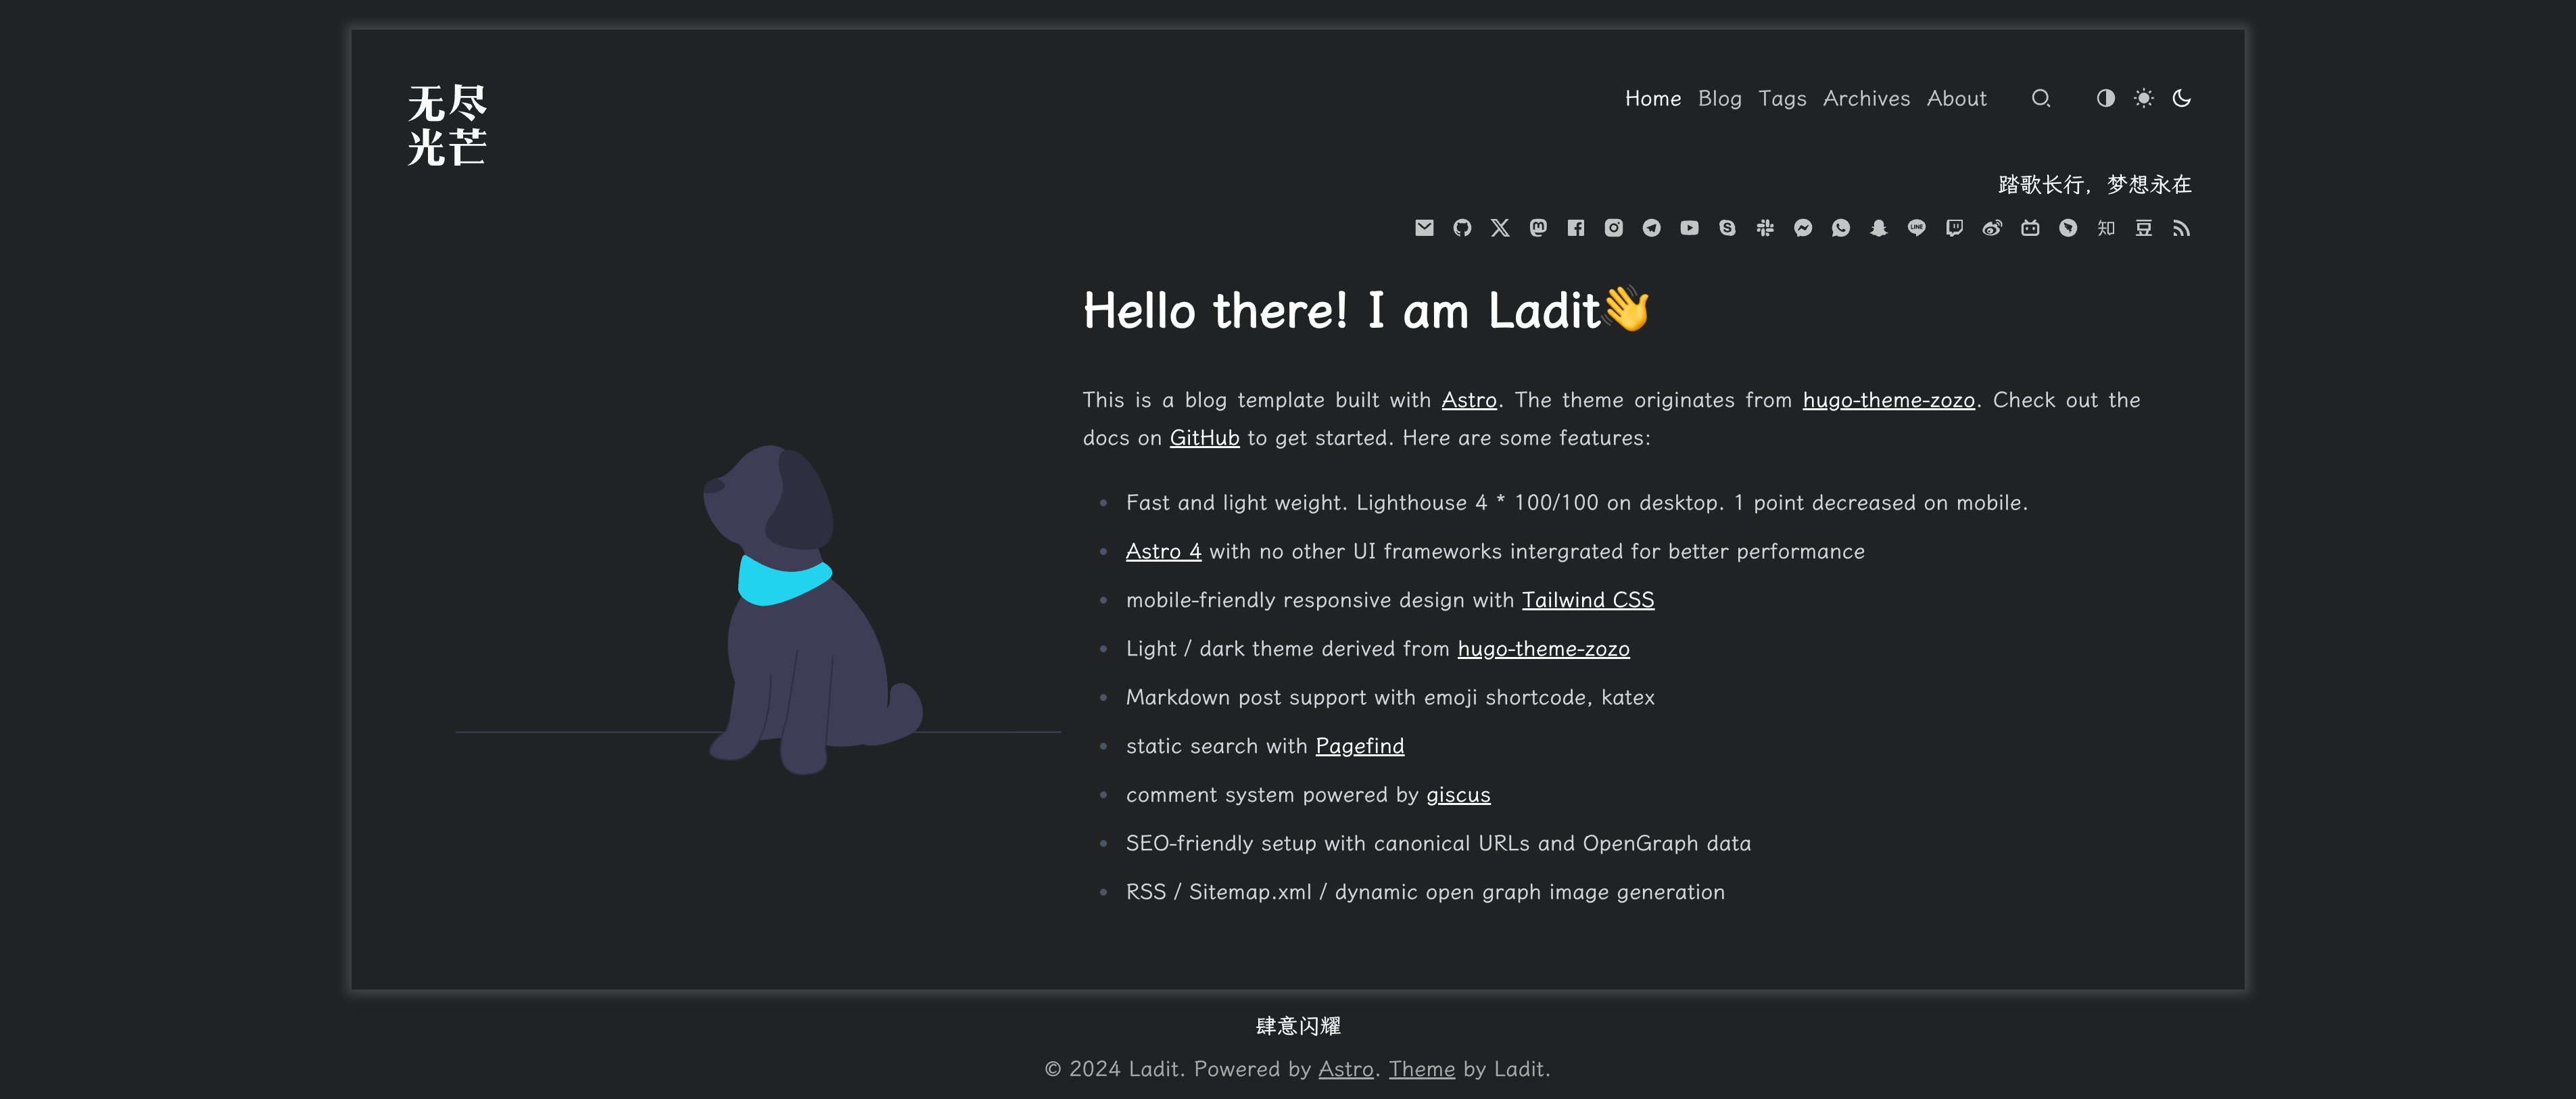 无尽
光芒
Home Blog Tags Archives About
踏歌长行，梦想永在
知 豆
Hello there! I am Ladit👋
This is a blog template built with Astro. The theme originates from hugo-theme-zozo. Check out the
docs on GitHub to get started. Here are some features:
Fast and light weight. Lighthouse 4 * 100/100 on desktop. 1 point decreased on mobile.
Astro 4 with no other UI frameworks intergrated for better performance
mobile-friendly responsive design with Tailwind CSS
Light / dark theme derived from hugo-theme-zozo
Markdown post support with emoji shortcode, katex
static search with Pagefind
comment system powered by giscus
SEO-friendly setup with canonical URLs and OpenGraph data
RSS / Sitemap.xml / dynamic open graph image generation
肆意闪耀
© 2024 Ladit. Powered by Astro. Theme by Ladit.